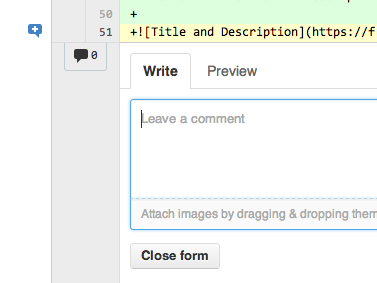 50 +
51 +![Title and Description](https://f
0
Write Preview
Leave a comment
Attach images by dragging & dropping them
Close form